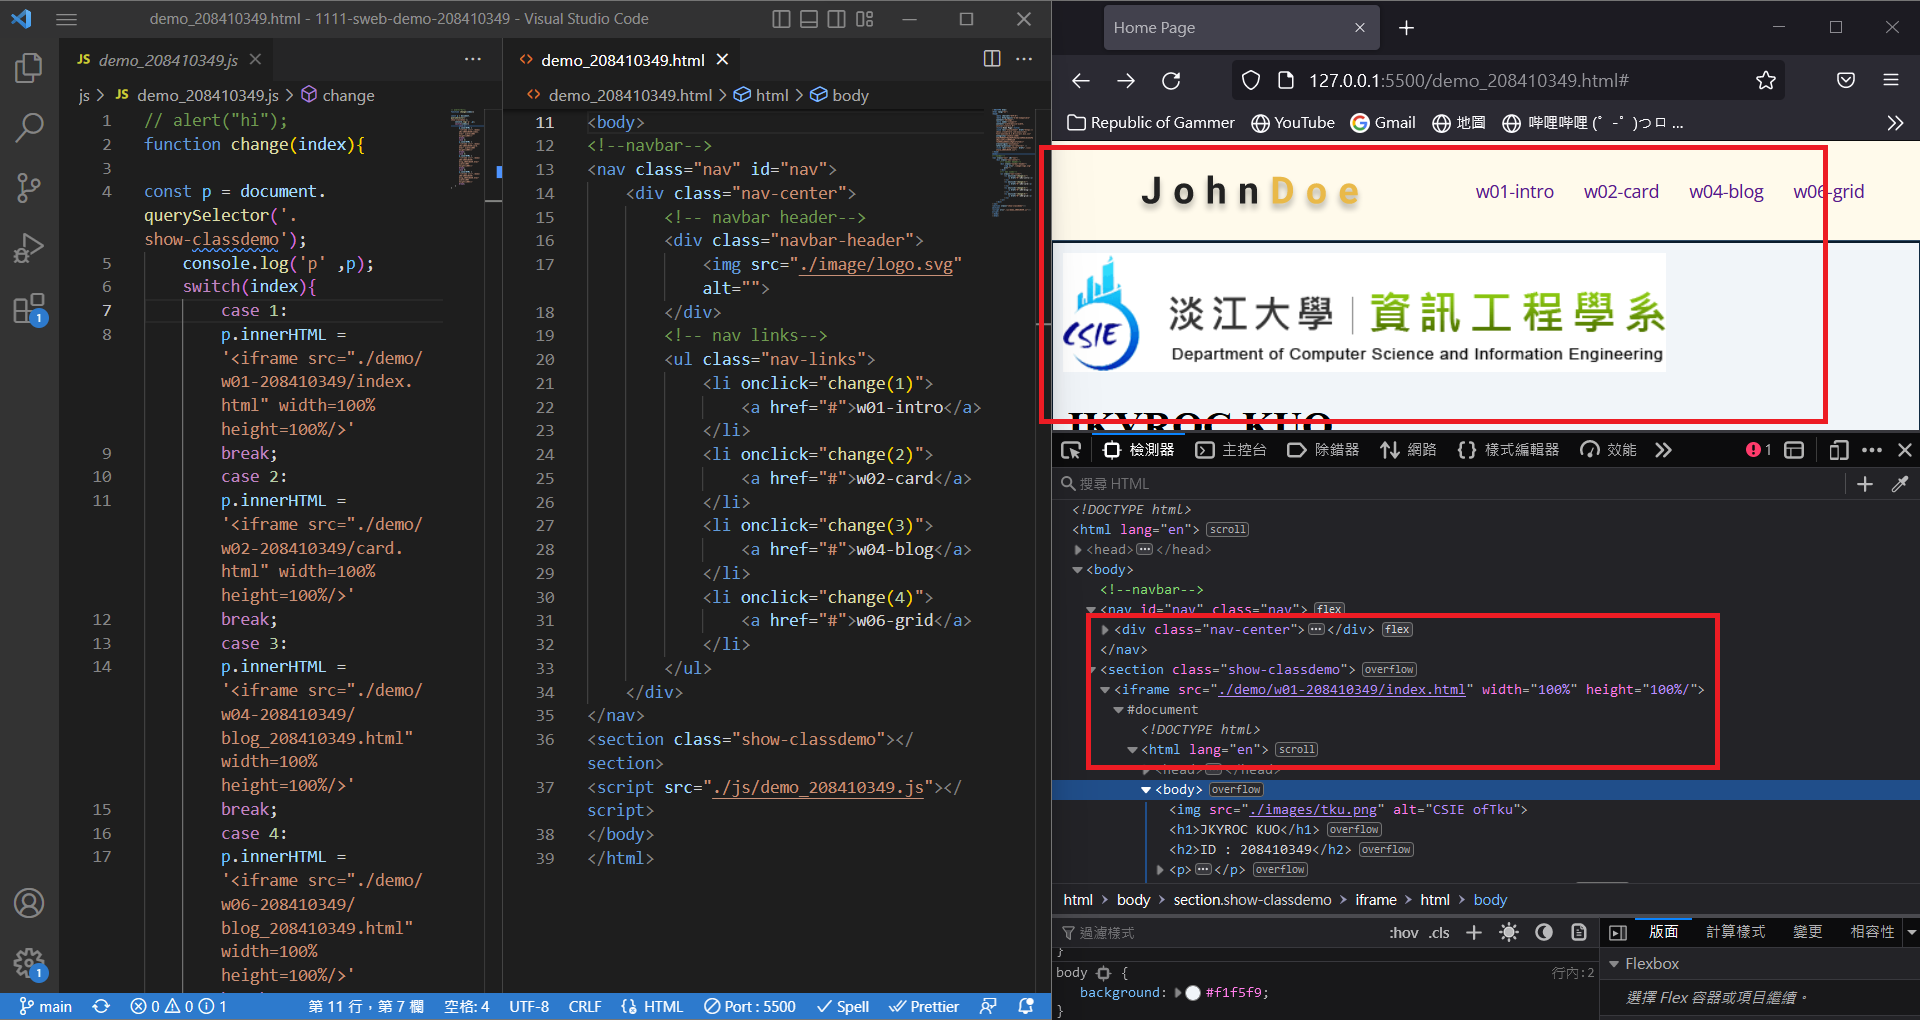 demo_208410349.html - 1111-sweb-demo-208410349 - Visual Studio Code
JS demo_208410349.js
js > JS demo_208410349.js > change
1 // alert("hi");
2 function change(index){
3
4 const p = document.
querySelector('.
show-classdemo');
5 console.log('p' ,p);
6 switch(index){
7 case 1:
8 p.innerHTML =
'<iframe src="./demo/
w01-208410349/index.
html" width=100%
height=100%/>'
9 break;
10 case 2:
11 p.innerHTML =
'<iframe src="./demo/
w02-208410349/card.
html" width=100%
height=100%/>'
12 break;
13 case 3:
14 p.innerHTML =
'<iframe src="./demo/
w04-208410349/
blog_208410349.html"
width=100%
height=100%/>'
15 break;
16 case 4:
17 p.innerHTML =
'<iframe src="./demo/
w06-208410349/
blog_208410349.html"
width=100%
height=100%/>'
demo_208410349.html
demo_208410349.html > html > body
11 <body>
12 <!--navbar-->
13 <nav class="nav" id="nav">
14 <div class="nav-center">
15 <!-- navbar header-->
16 <div class="navbar-header">
17 <img src="./image/logo.svg"
alt="">
18 </div>
19 <!-- nav links-->
20 <ul class="nav-links">
21 <li onclick="change(1)">
22 <a href="#">w01-intro</a>
23 </li>
24 <li onclick="change(2)">
25 <a href="#">w02-card</a>
26 </li>
27 <li onclick="change(3)">
28 <a href="#">w04-blog</a>
29 </li>
30 <li onclick="change(4)">
31 <a href="#">w06-grid</a>
32 </li>
33 </ul>
34 </div>
35 </nav>
36 <section class="show-classdemo"></
section>
37 <script src="./js/demo_208410349.js"></
script>
38 </body>
39 </html>
1
1
main 0 0 1 第 11 行，第 7 欄 空格: 4 UTF-8 CRLF HTML Port : 5500 Spell Prettier
Home Page
127.0.0.1:5500/demo_208410349.html#
Republic of Gammer YouTube Gmail 地圖 哔哩哔哩 (゜-゜)つロ ...
JohnDoe w01-intro w02-card w04-blog w06-grid
CSIE 淡江大學 | 資訊工程學系
Department of Computer Science and Information Engineering
JKYROC KUO
檢測器 主控台 除錯器 網路 樣式編輯器 效能 1
搜尋 HTML
<!DOCTYPE html>
<html lang="en"> scroll
<head> </head>
<body>
<!--navbar-->
<nav id="nav" class="nav"> flex
<div class="nav-center"> </div> flex
</nav>
<section class="show-classdemo"> overflow
<iframe src="./demo/w01-208410349/index.html" width="100%" height="100%/">
#document
<!DOCTYPE html>
<html lang="en"> scroll
<head> </head>
<body> overflow
<img src="./images/tku.png" alt="CSIE ofTku">
<h1>JKYROC KUO</h1> overflow
<h2>ID : 208410349</h2> overflow
<p> </p> overflow
html > body > section.show-classdemo > iframe > html > body
過濾樣式 :hov .cls
版面 計算樣式 變更 相容性
}
body { 行內:2
background: #f1f5f9;
}
Flexbox
選擇 Flex 容器或項目繼續。